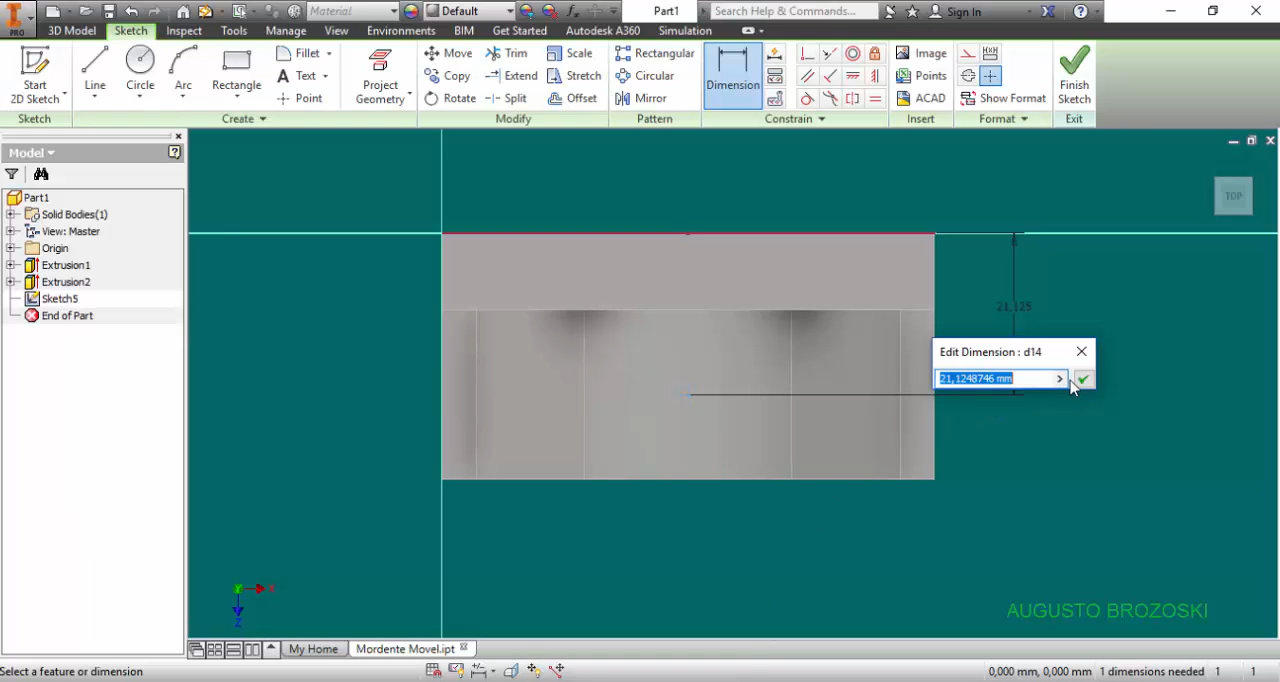 Material
Default
Part1
Search Help & Commands...
Sign In
PRO
3D Model
Sketch
Inspect
Tools
Manage
View
Environments
BIM
Get Started
Autodesk A360
Simulation
Start
2D Sketch
Line
Circle
Arc
Rectangle
Fillet
Text
Point
Project
Geometry
Move
Copy
Rotate
Trim
Extend
Split
Scale
Stretch
Offset
Rectangular
Circular
Mirror
Dimension
Image
Points
ACAD
Show Format
Finish
Sketch
Sketch
Create
Modify
Pattern
Constrain
Insert
Format
Exit
Model
Part1
Solid Bodies(1)
View: Master
Origin
Extrusion1
Extrusion2
Sketch5
End of Part
TOP
21,125
Edit Dimension : d14
21,1248746 mm
X
Z
AUGUSTO BROZOSKI
My Home
Mordente Movel.ipt
Select a feature or dimension
0,000 mm, 0,000 mm
1 dimensions needed
1
1